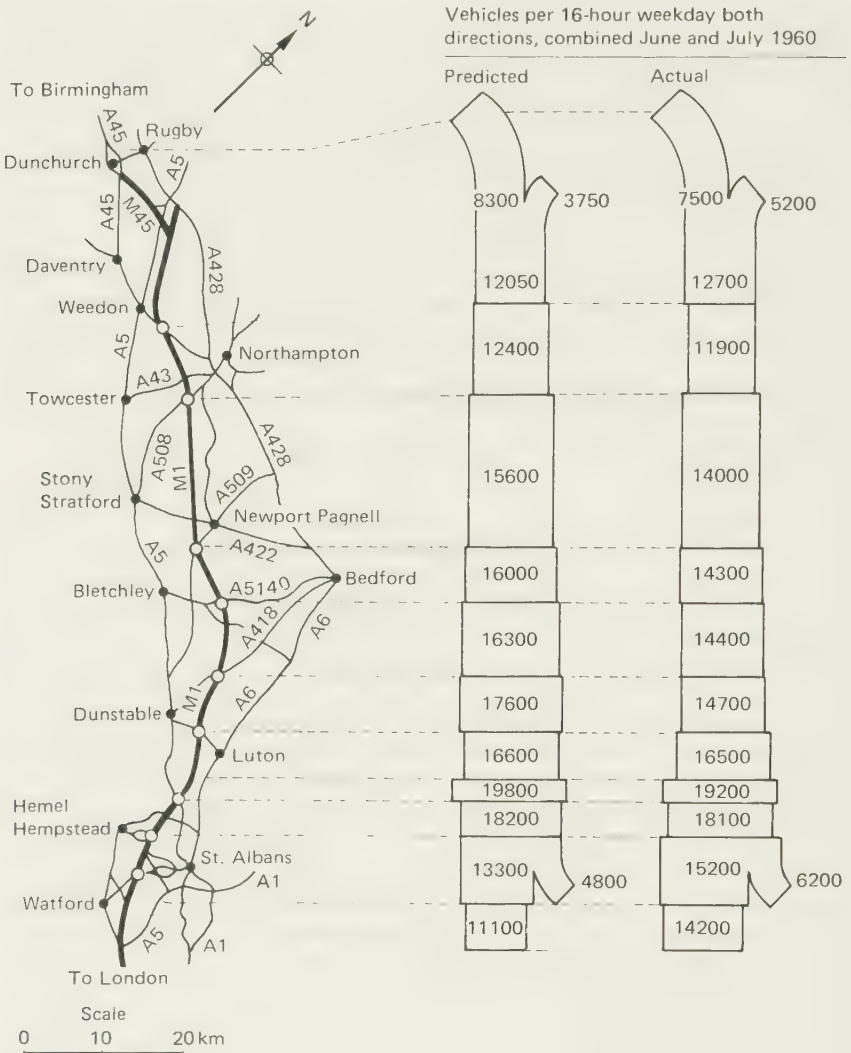 Vehicles per 16-hour weekday both
directions, combined June and July 1960
Predicted Actual
N
To Birmingham
A45
Rugby
A5
Dunchurch
M45
A45
A428
Daventry
Weedon
A5
Northampton
A43
Towcester
A508
M1
A428
A509
Stony
Stratford
Newport Pagnell
A422
A5
A5140
Bedford
Bletchley
A418
A6
M1
A6
Dunstable
Luton
Hemel
Hempstead
St. Albans
A1
Watford
A5
A1
To London
Scale
0 10 20 km
8300 3750 7500 5200
12050 12700
12400 11900
15600 14000
16000 14300
16300 14400
17600 14700
16600 16500
19800 19200
18200 18100
13300 4800 15200 6200
11100 14200